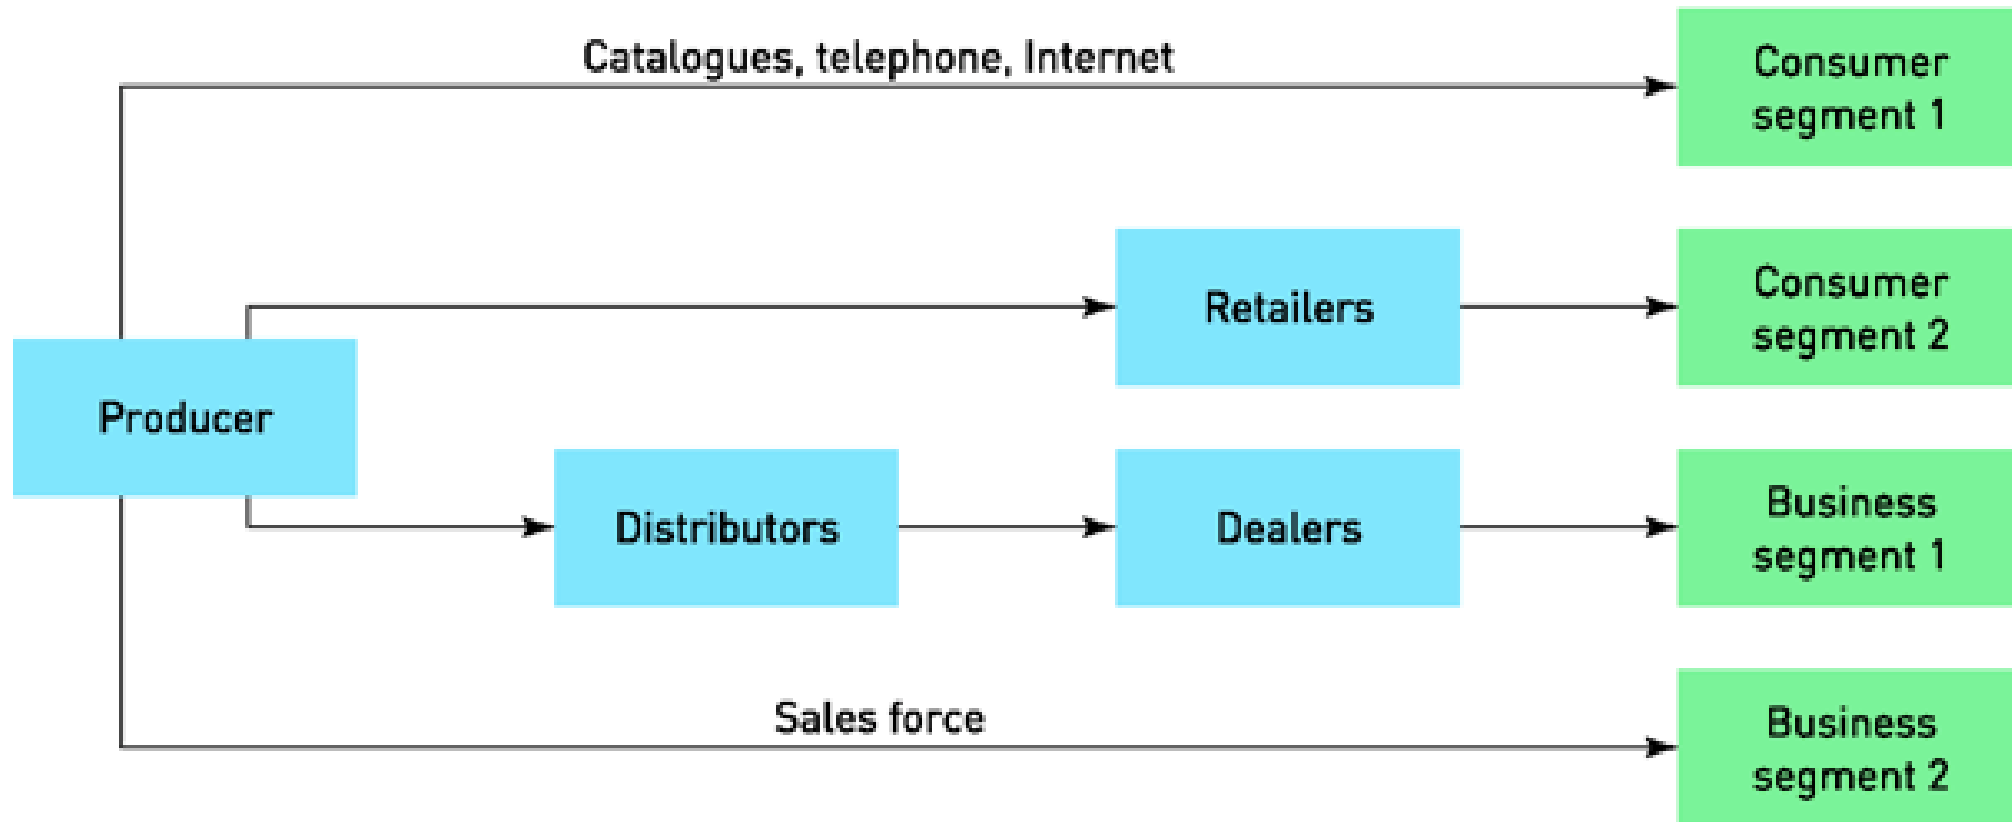 Catalogues, telephone, Internet
Consumer
segment 1
Retailers
Consumer
segment 2
Producer
Distributors
Dealers
Business
segment 1
Sales force
Business
segment 2